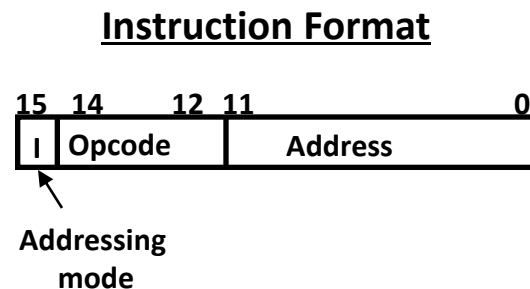 Instruction Format
15 14 12 11 0
I Opcode Address
Addressing
mode